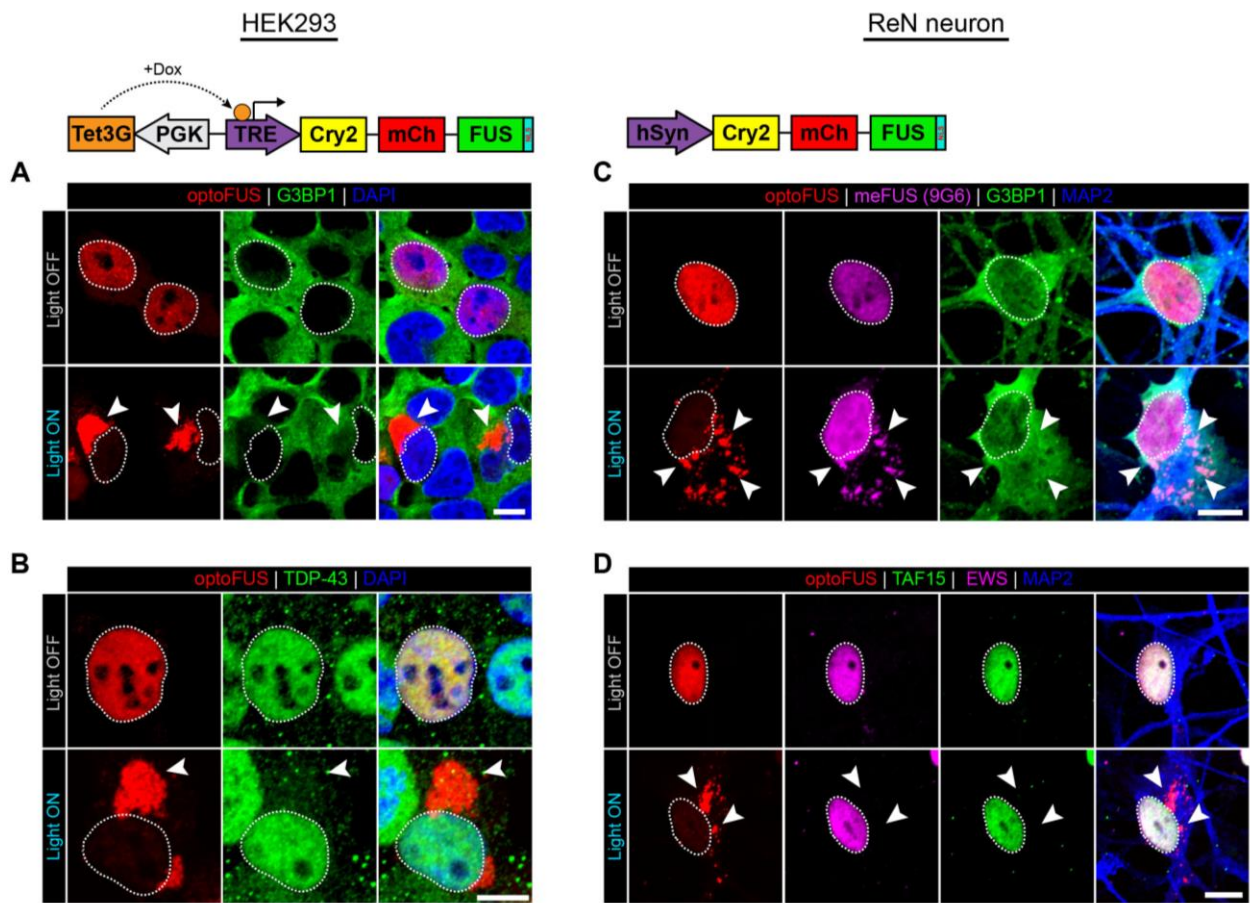 HEK293
ReN neuron
+Dox
Tet3G PGK TRE Cry2 mCh FUS NLS
hSyn Cry2 mCh FUS NLS
A
optoFUS | G3BP1 | DAPI
Light OFF
Light ON
C
optoFUS | meFUS (9G6) | G3BP1 | MAP2
Light OFF
Light ON
B
optoFUS | TDP-43 | DAPI
Light OFF
Light ON
D
optoFUS | TAF15 | EWS | MAP2
Light OFF
Light ON